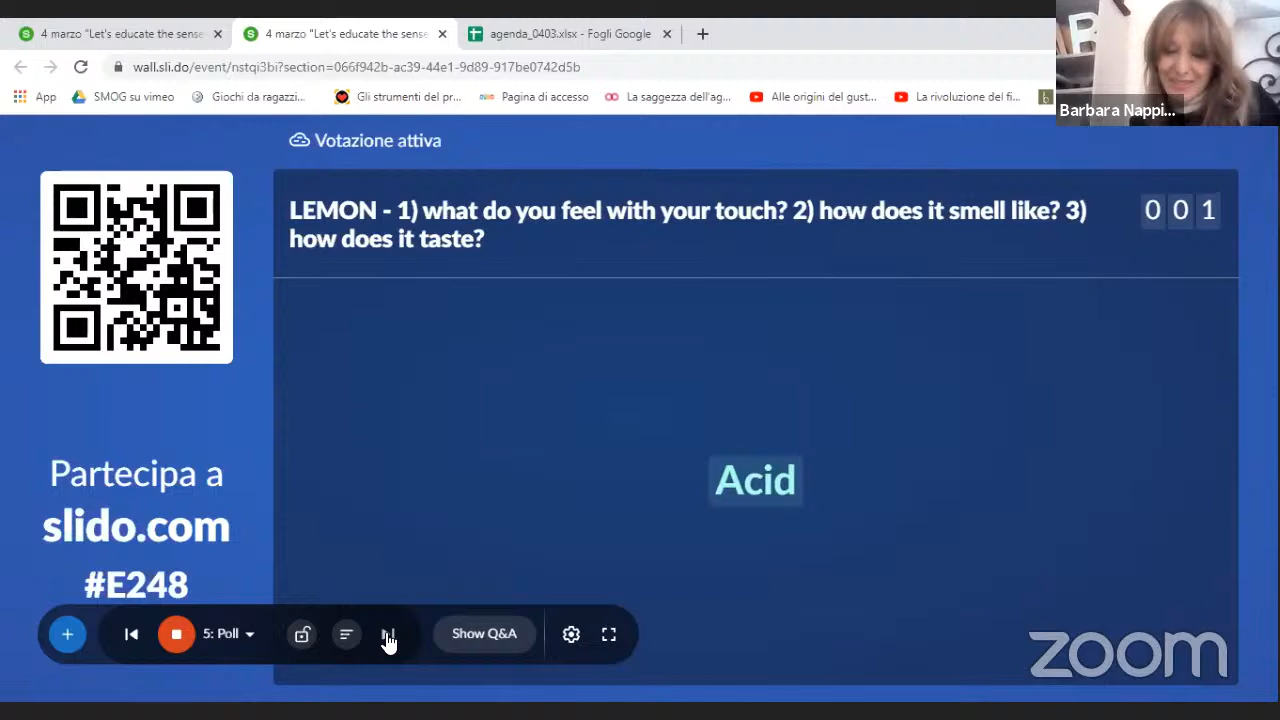 4 marzo "Let's educate the sense
4 marzo "Let's educate the sense
agenda_0403.xlsx - Fogli Google
wall.sli.do/event/nstqi3bi?section=066f942b-ac39-44e1-9d89-917be0742d5b
App
SMOG su vimeo
Giochi da ragazzi...
Gli strumenti del pr...
Pagina di accesso
La saggezza dell'ag...
Alle origini del gust...
La rivoluzione del fi...
Barbara Nappi...
Votazione attiva
LEMON - 1) what do you feel with your touch? 2) how does it smell like? 3)
how does it taste?
001
Acid
Partecipa a
slido.com
#E248
5: Poll
Show Q&A
zoom